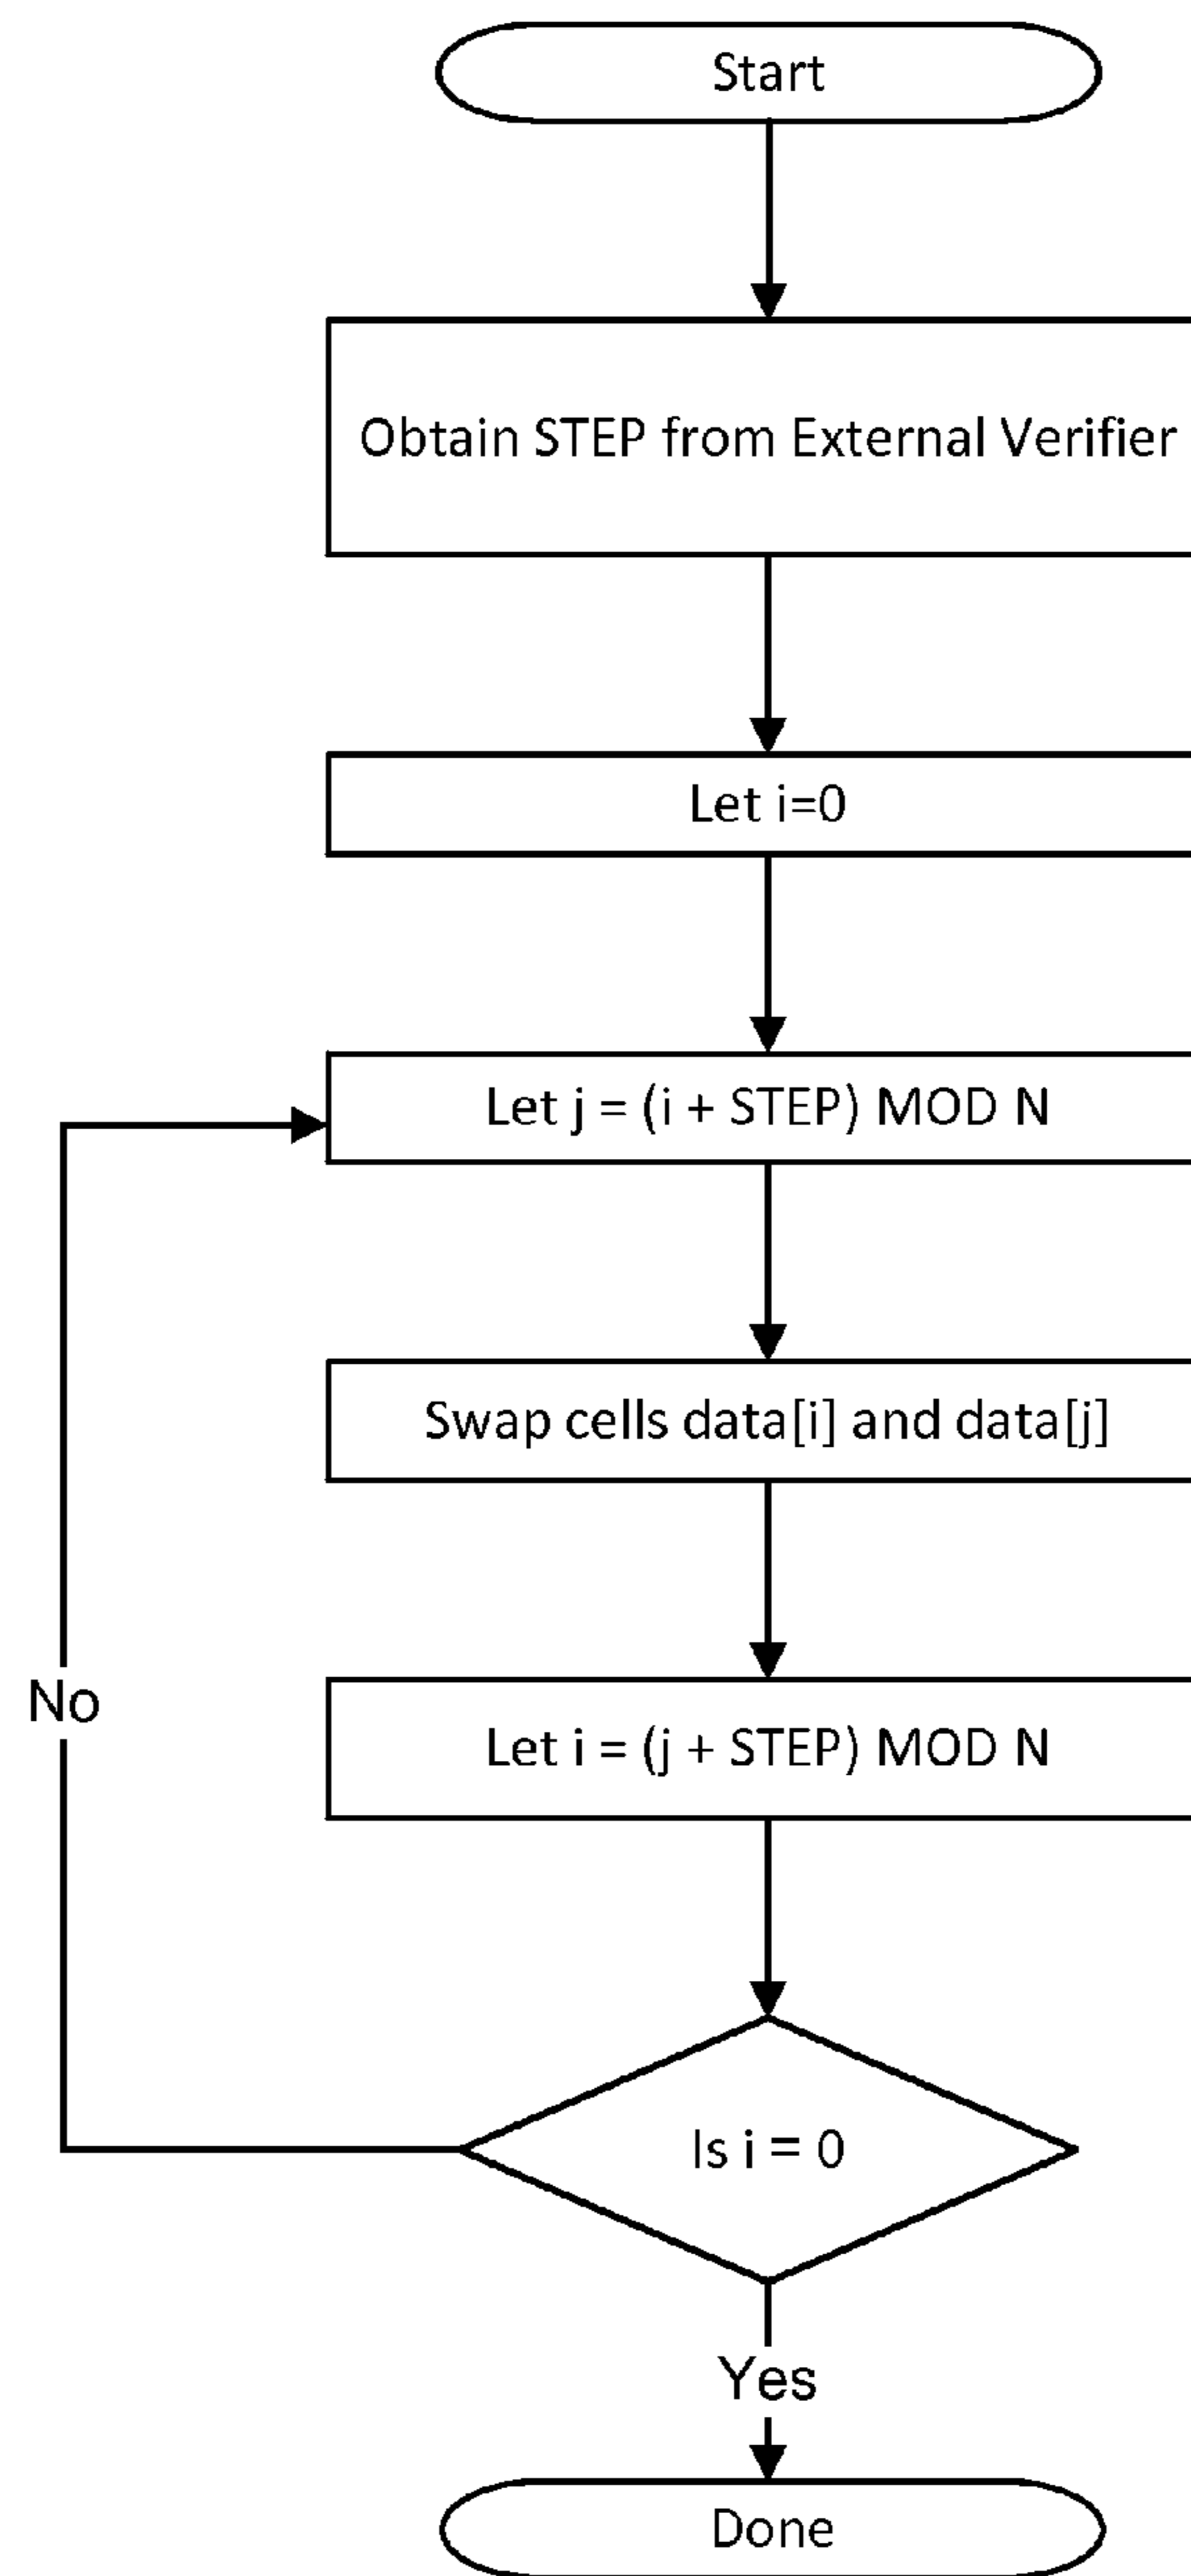 Start
Obtain STEP from External Verifier
Let i=0
Let j = (i + STEP) MOD N
Swap cells data[i] and data[j]
Let i = (j + STEP) MOD N
No
Is i = 0
Yes
Done